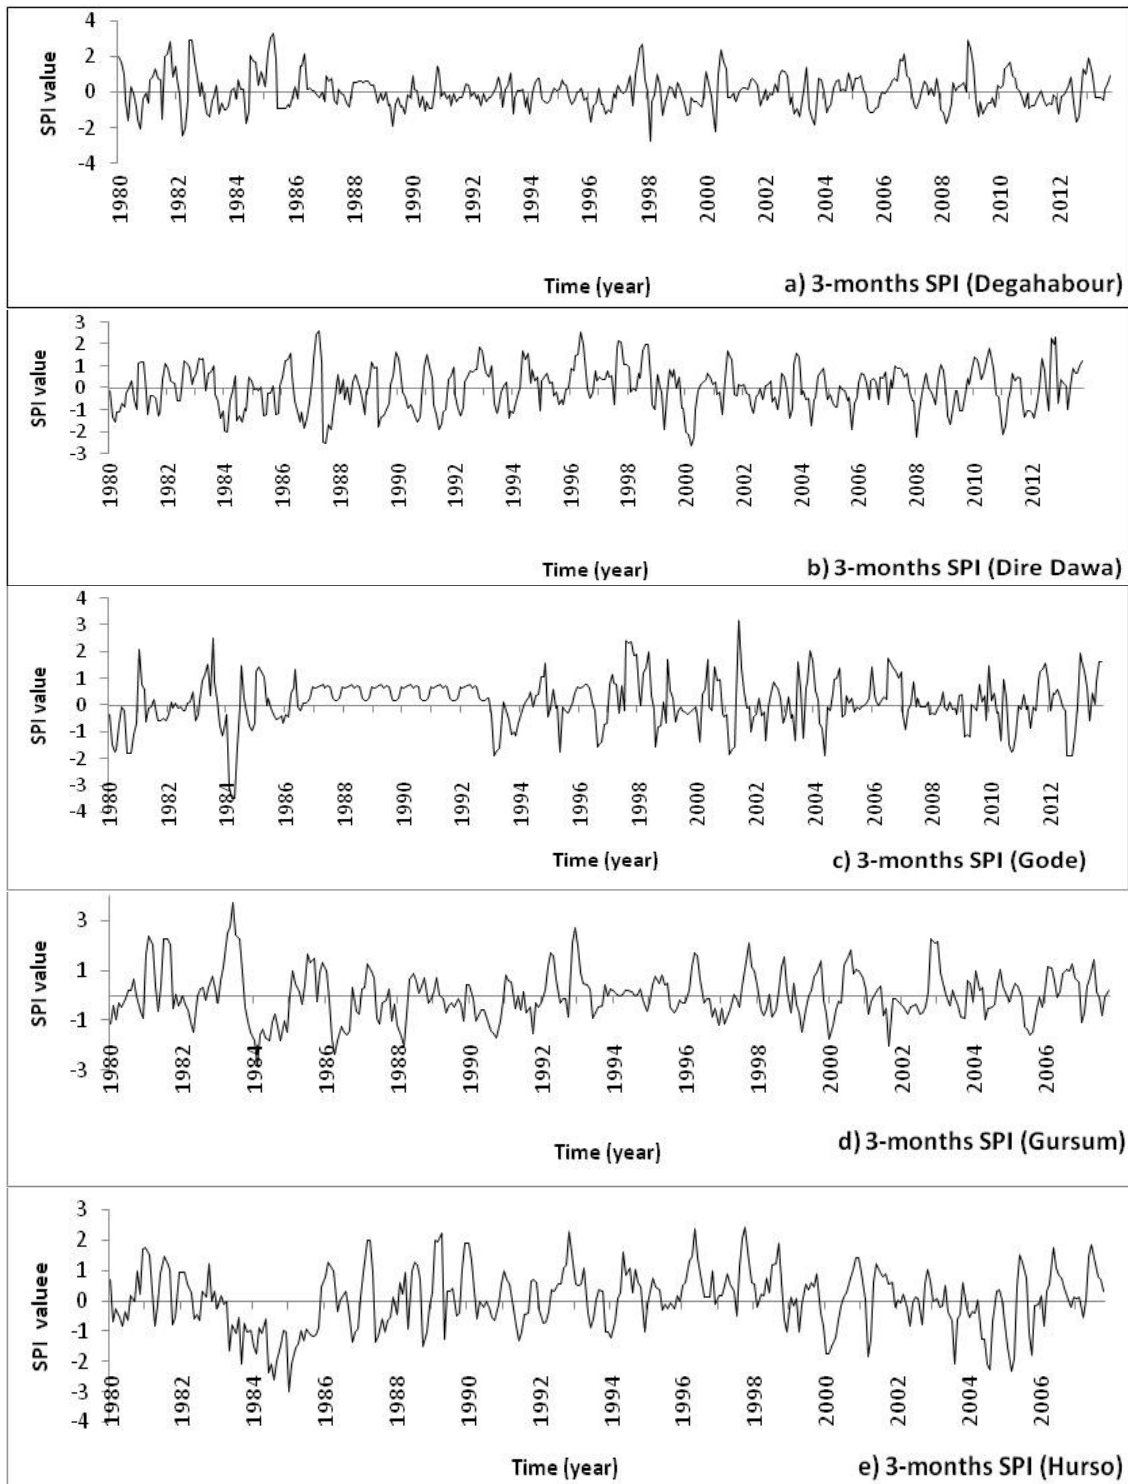 4
2
0
-2
-4
SPI value
1980 1982 1984 1986 1988 1990 1992 1994 1996 1998 2000 2002 2004 2006 2008 2010 2012
Time (year)
a) 3-months SPI (Degahabour)
3
2
1
0
-1
-2
-3
SPI value
1980 1982 1984 1986 1988 1990 1992 1994 1996 1998 2000 2002 2004 2006 2008 2010 2012
Time (year)
b) 3-months SPI (Dire Dawa)
4
3
2
1
0
-1
-2
-3
-4
SPI value
1980 1982 1984 1986 1988 1990 1992 1994 1996 1998 2000 2002 2004 2006 2008 2010 2012
Time (year)
c) 3-months SPI (Gode)
3
1
-1
-3
SPI value
1980 1982 1984 1986 1988 1990 1992 1994 1996 1998 2000 2002 2004 2006
Time (year)
d) 3-months SPI (Gursum)
3
2
1
0
-1
-2
-3
-4
SPI valuee
1980 1982 1984 1986 1988 1990 1992 1994 1996 1998 2000 2002 2004 2006
Time (year)
e) 3-months SPI (Hurso)